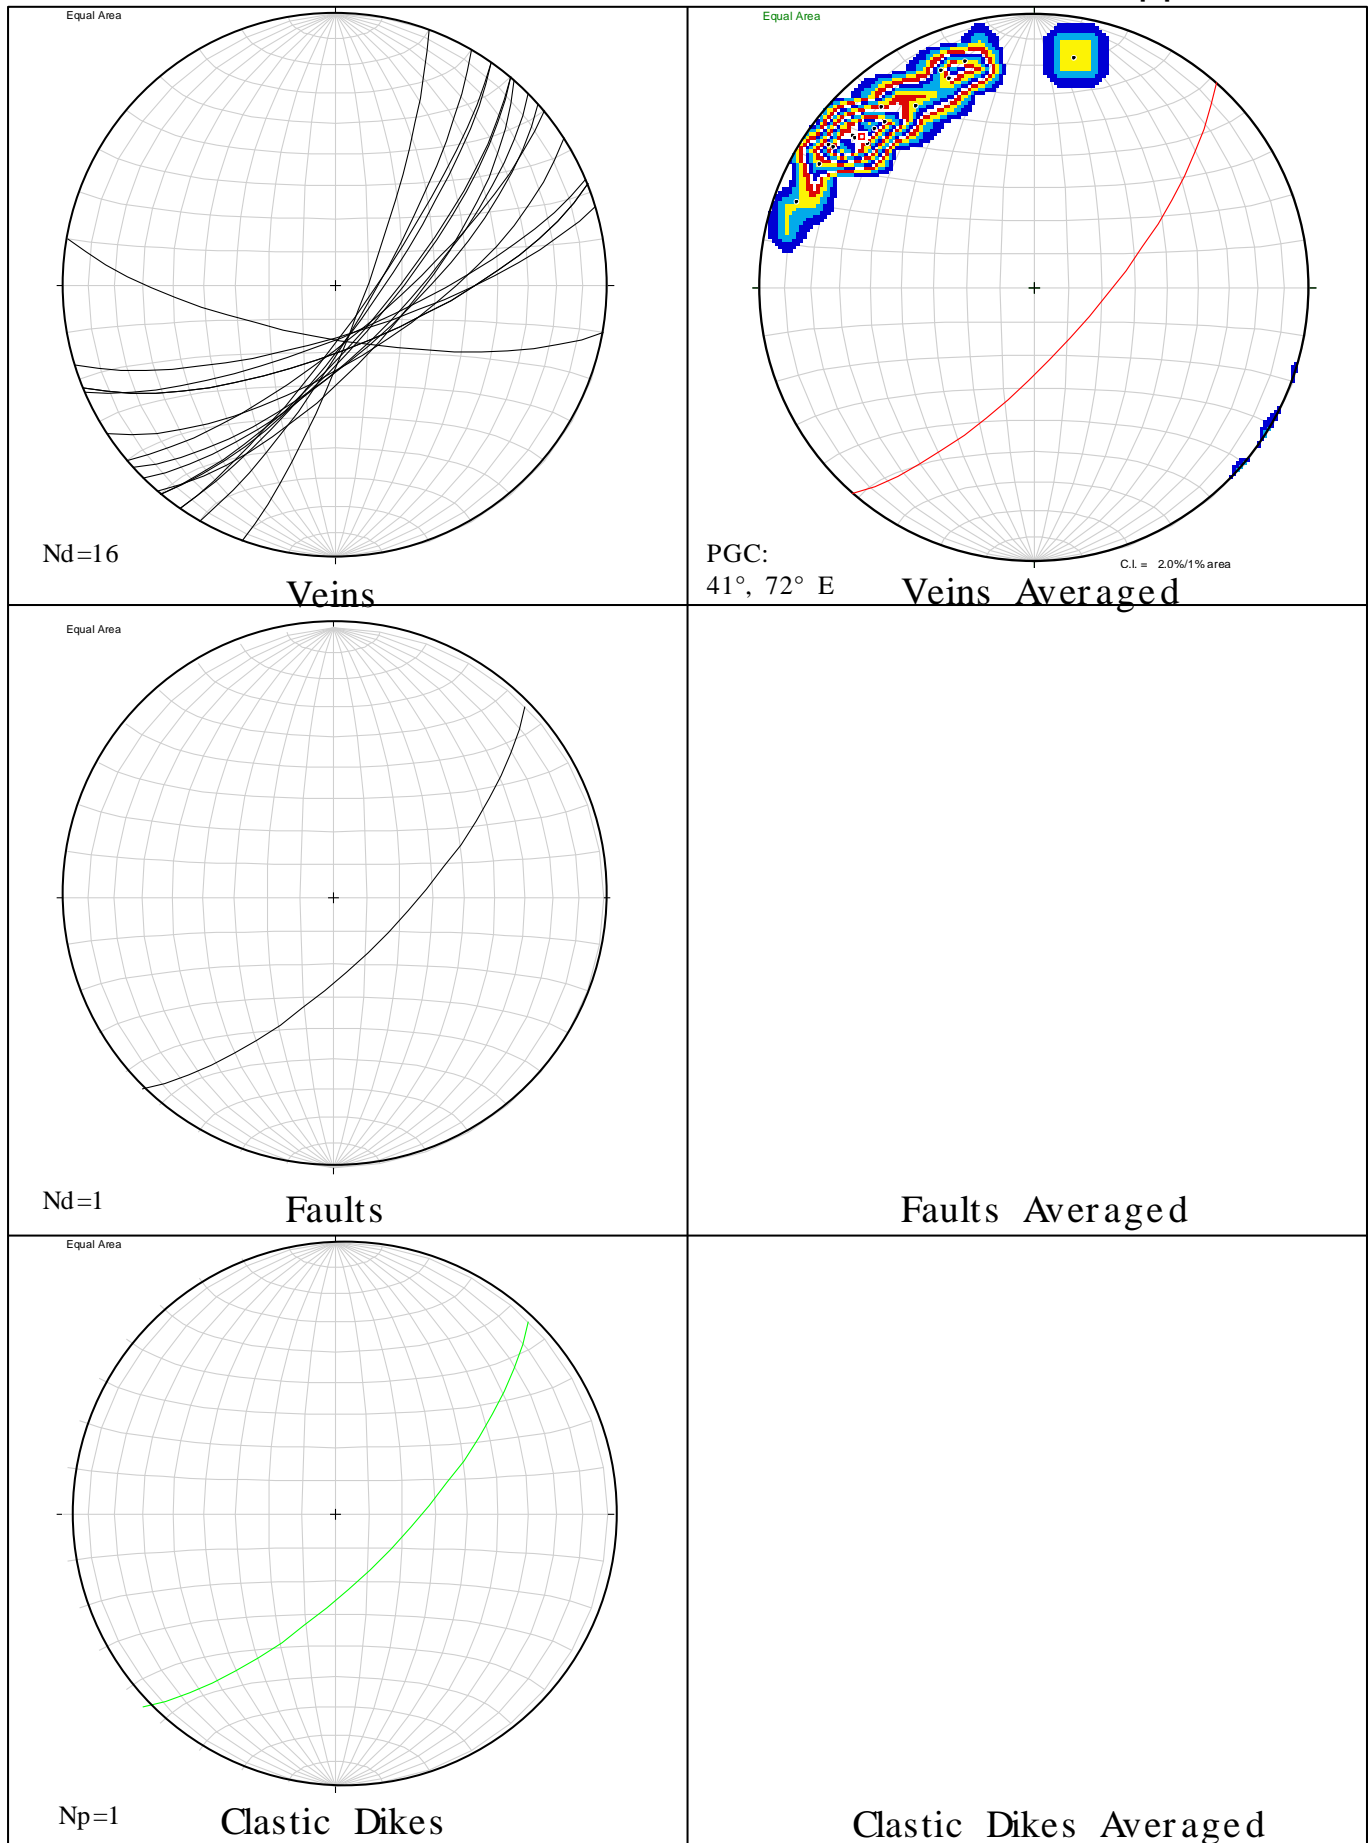 Equal Area
Nd=16
Veins
Equal Area
PGC:
41°, 72° E
C.I. = 2.0%/1% area
Veins Averaged
Equal Area
Nd=1
Faults
Faults Averaged
Equal Area
Np=1
Clastic Dikes
Clastic Dikes Averaged